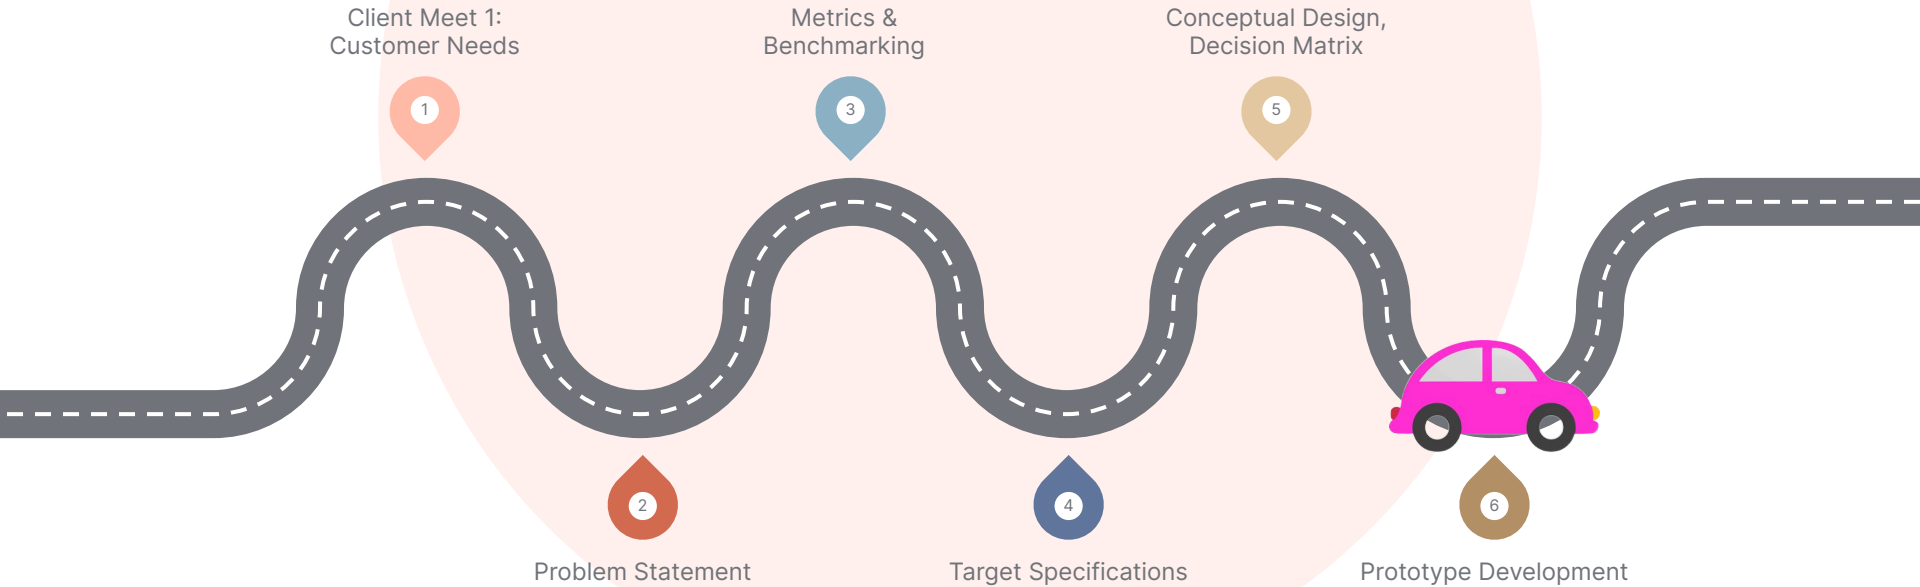 Client Meet 1:
Customer Needs
1
Metrics &
Benchmarking
3
Conceptual Design,
Decision Matrix
5
2
Problem Statement
4
Target Specifications
6
Prototype Development